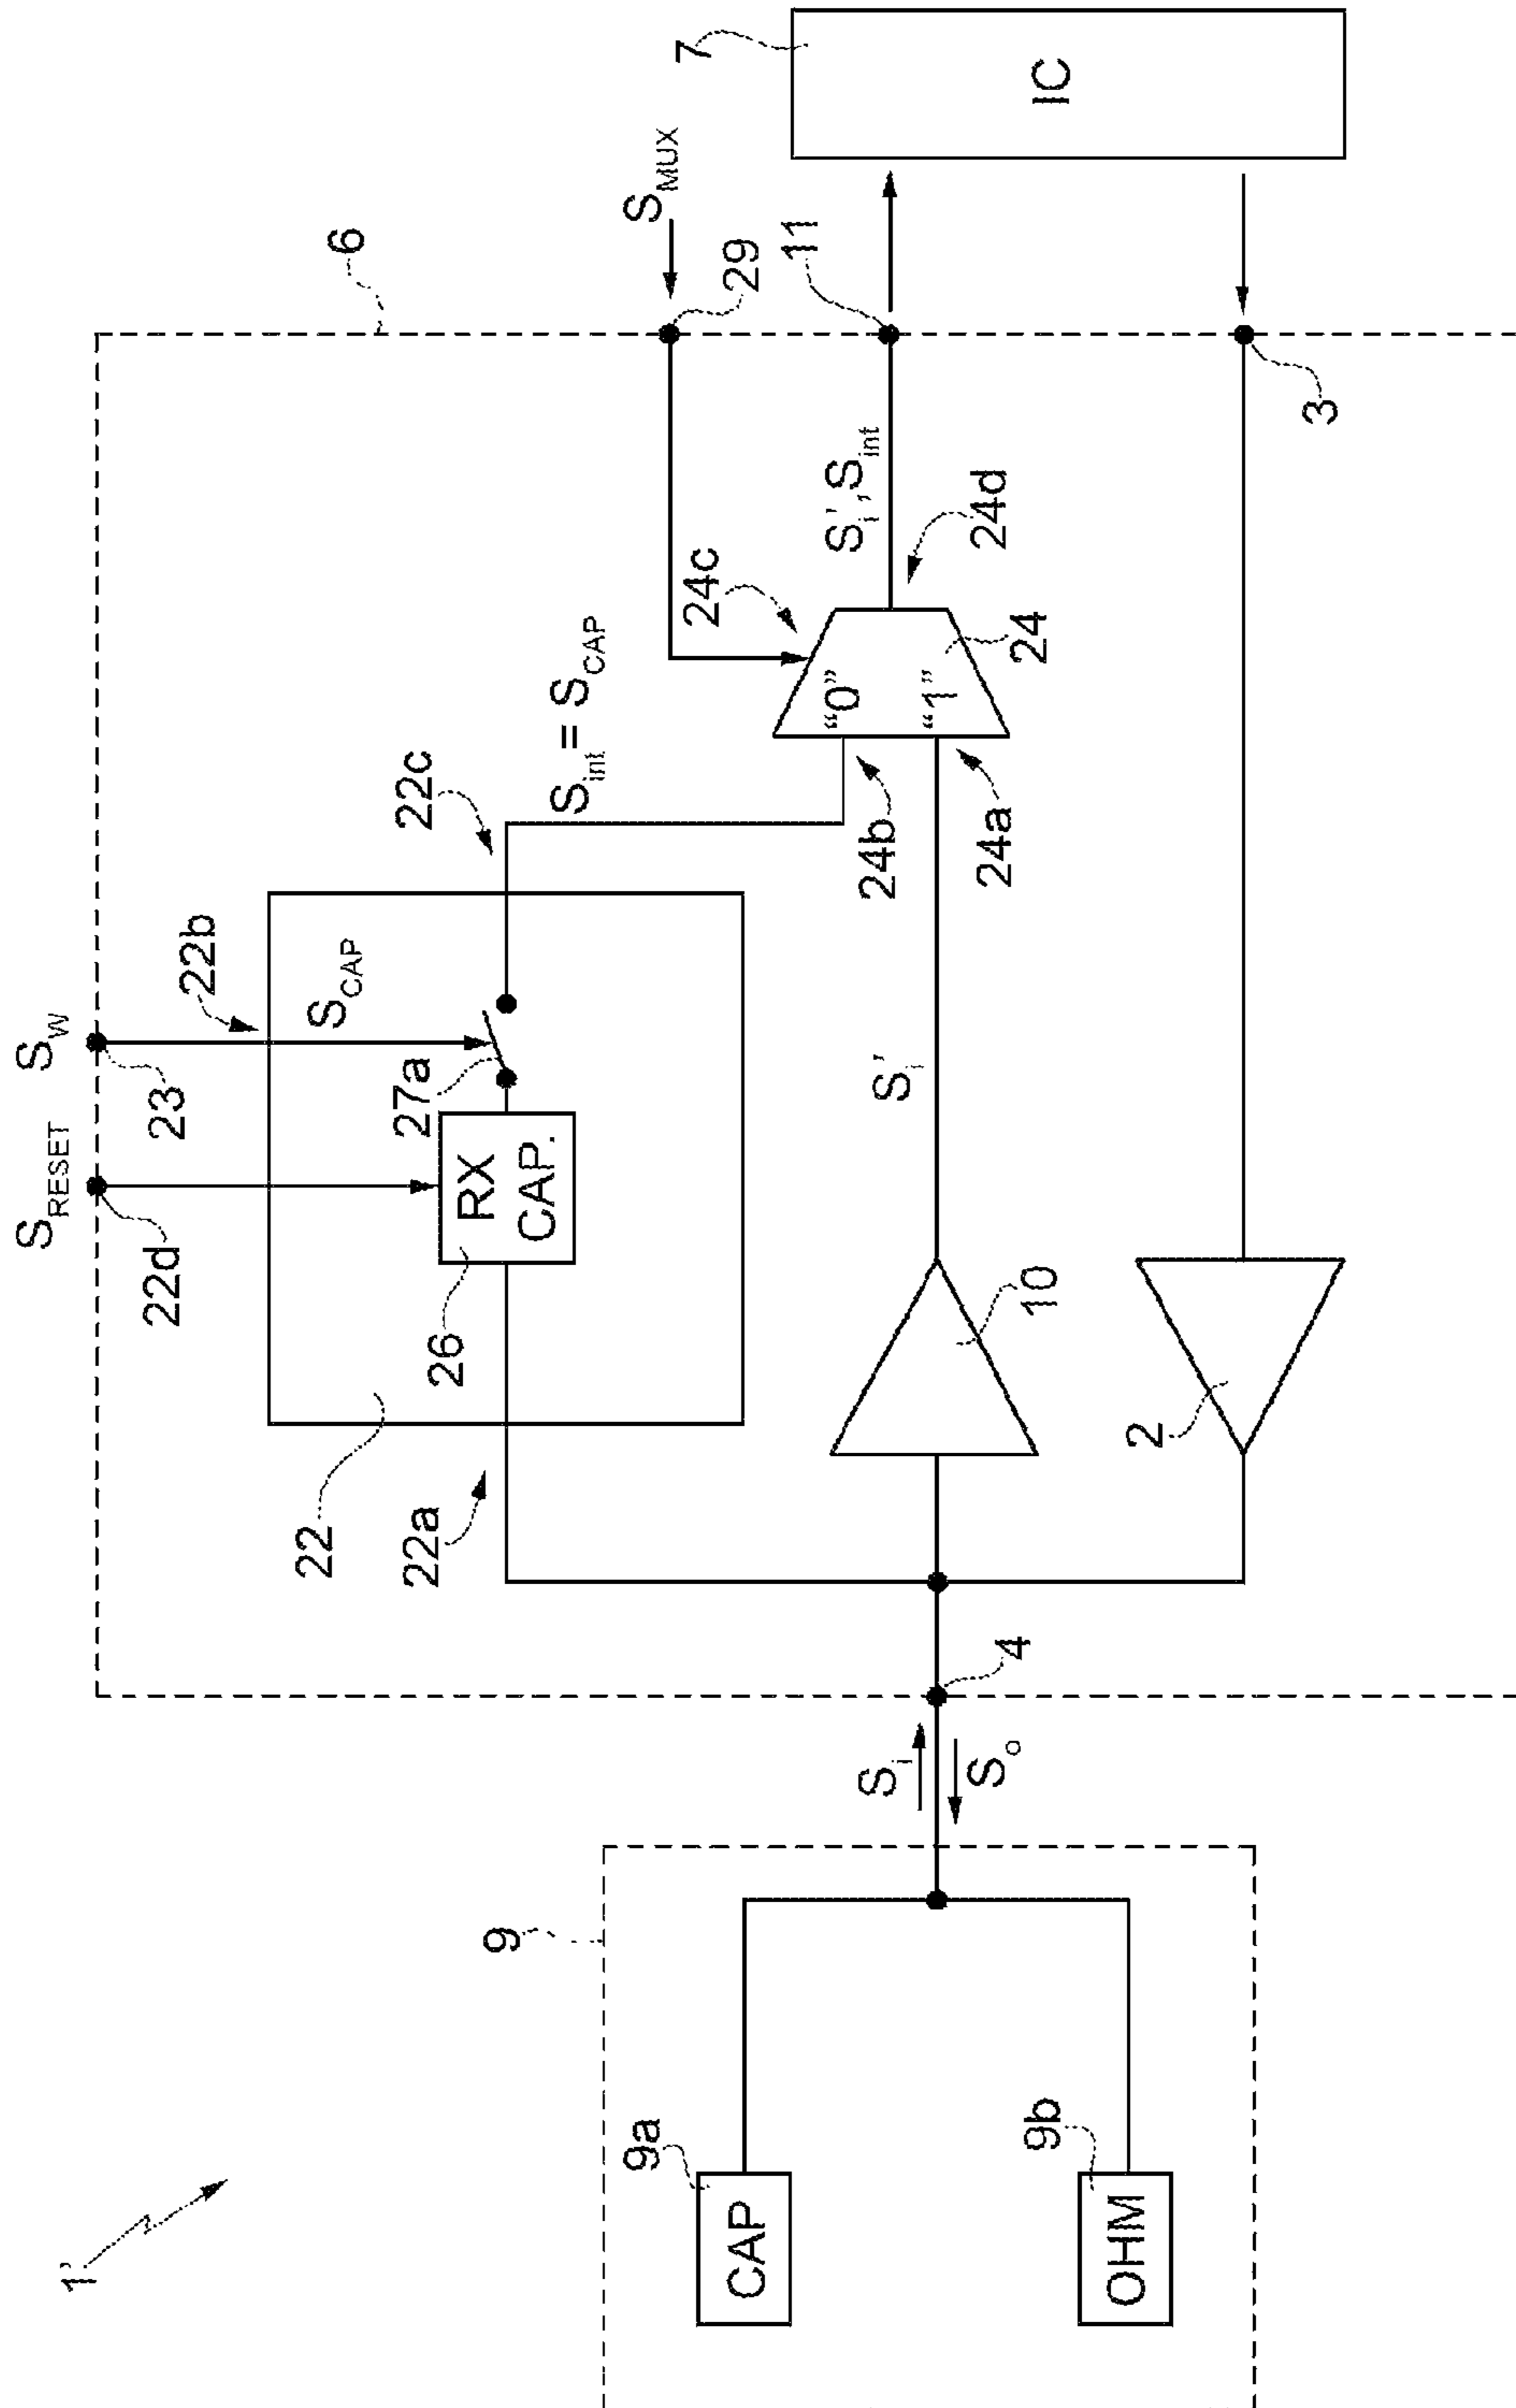 1'
9
9a
CAP
9b
OHM
Si
So
4
6
SRESET
SW
22d
23
22b
22
22a
26
RX
CAP.
27a
SCAP
22c
Sint = SCAP
10
Si'
2
24b
24a
"0"
"1"
24
24c
24d
Si', Sint
SMUX
29
11
3
7
IC